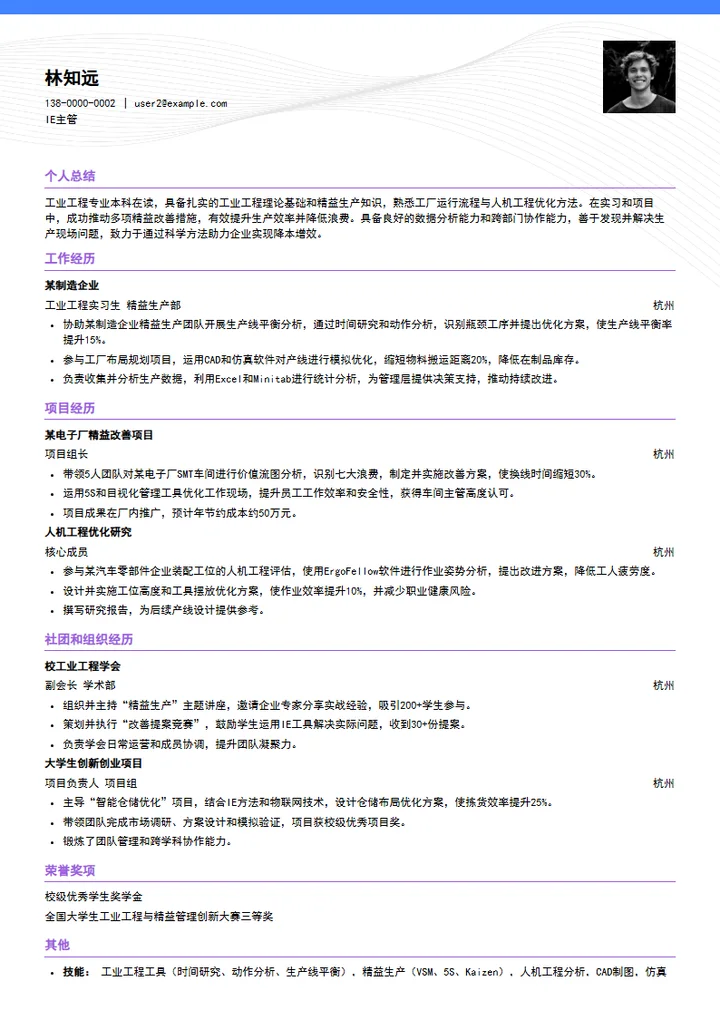 林知远
138-0000-0002 | user2@example.com
IE主管
个人总结
工业工程专业本科在读，具备扎实的工业工程理论基础和精益生产知识，熟悉工厂运行流程与人机工程优化方法。在实习和项目
中，成功推动多项精益改善措施，有效提升生产效率并降低浪费。具备良好的数据分析能力和跨部门协作能力，善于发现并解决生
产现场问题，致力于通过科学方法助力企业实现降本增效。
工作经历
某制造企业
工业工程实习生 精益生产部 杭州
• 协助某制造企业精益生产团队开展生产线平衡分析，通过时间研究和动作分析，识别瓶颈工序并提出优化方案，使生产线平衡率
提升15%。
• 参与工厂布局规划项目，运用CAD和仿真软件对产线进行模拟优化，缩短物料搬运距离20%，降低在制品库存。
• 负责收集并分析生产数据，利用Excel和Minitab进行统计分析，为管理层提供决策支持，推动持续改进。
项目经历
某电子厂精益改善项目
项目组长 杭州
• 带领5人团队对某电子厂SMT车间进行价值流图分析，识别七大浪费，制定并实施改善方案，使换线时间缩短30%。
• 运用5S和目视化管理工具优化工作现场，提升员工工作效率和安全性，获得车间主管高度认可。
• 项目成果在厂内推广，预计年节约成本约50万元。
人机工程优化研究
核心成员 杭州
• 参与某汽车零部件企业装配工位的人机工程评估，使用ErgoFellow软件进行作业姿势分析，提出改进方案，降低工人疲劳度。
• 设计并实施工位高度和工具摆放优化方案，使作业效率提升10%，并减少职业健康风险。
• 撰写研究报告，为后续产线设计提供参考。
社团和组织经历
校工业工程学会
副会长 学术部 杭州
• 组织并主持“精益生产”主题讲座，邀请企业专家分享实战经验，吸引200+学生参与。
• 策划并执行“改善提案竞赛”，鼓励学生运用IE工具解决实际问题，收到30+份提案。
• 负责学会日常运营和成员协调，提升团队凝聚力。
大学生创新创业项目
项目负责人 项目组 杭州
• 主导“智能仓储优化”项目，结合IE方法和物联网技术，设计仓储布局优化方案，使拣货效率提升25%。
• 带领团队完成市场调研、方案设计和模拟验证，项目获校级优秀项目奖。
• 锻炼了团队管理和跨学科协作能力。
荣誉奖项
校级优秀学生奖学金
全国大学生工业工程与精益管理创新大赛三等奖
其他
• 技能： 工业工程工具（时间研究、动作分析、生产线平衡），精益生产（VSM、5S、Kaizen），人机工程分析，CAD制图，仿真